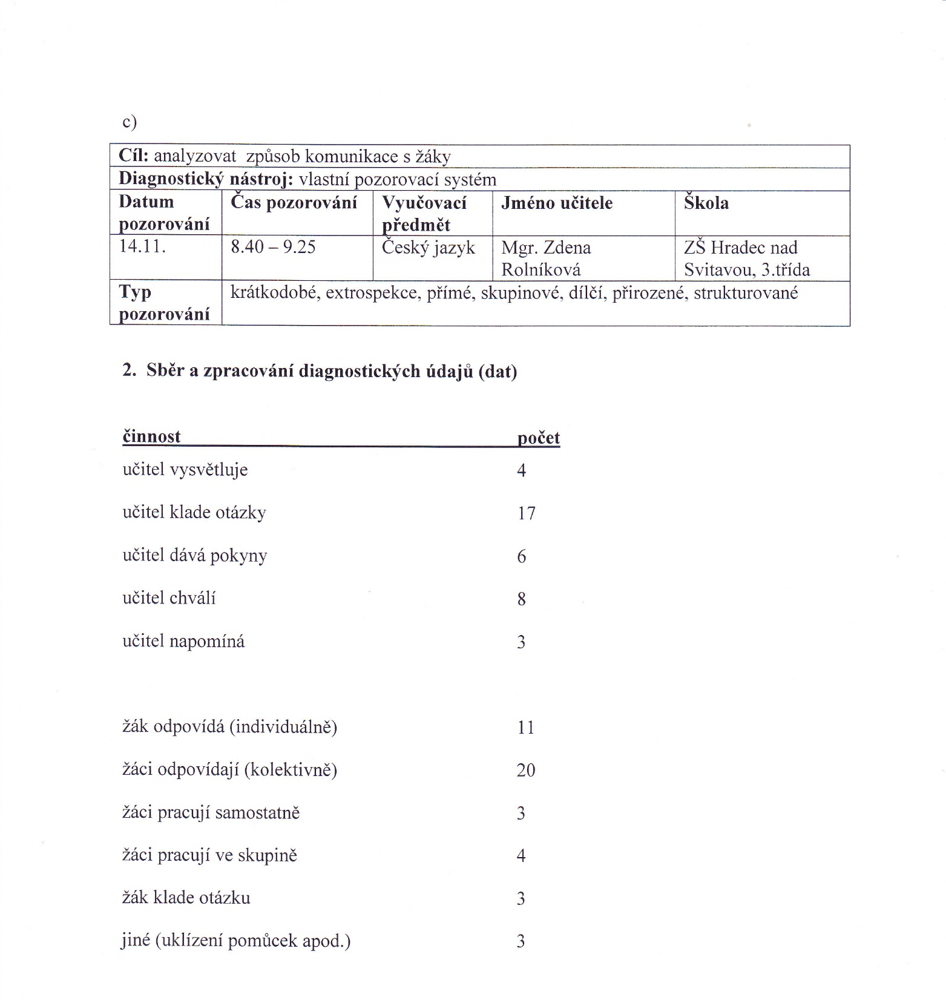 c)
Cíl: analyzovat způsob komunikace s žáky
Diagnostický nástroj: vlastní pozorovací systém
Datum pozorování Čas pozorování Vyučovací předmět Jméno učitele Škola
14.11. 8.40 – 9.25 Český jazyk Mgr. Zdena Rolníková ZŠ Hradec nad Svitavou, 3.třída
Typ pozorování krátkodobé, extrospekce, přímé, skupinové, dílčí, přirozené, strukturované
2. Sběr a zpracování diagnostických údajů (dat)
činnost počet
učitel vysvětluje 4
učitel klade otázky 17
učitel dává pokyny 6
učitel chválí 8
učitel napomíná 3
žák odpovídá (individuálně) 11
žáci odpovídají (kolektivně) 20
žáci pracují samostatně 3
žáci pracují ve skupině 4
žák klade otázku 3
jiné (uklízení pomůcek apod.) 3